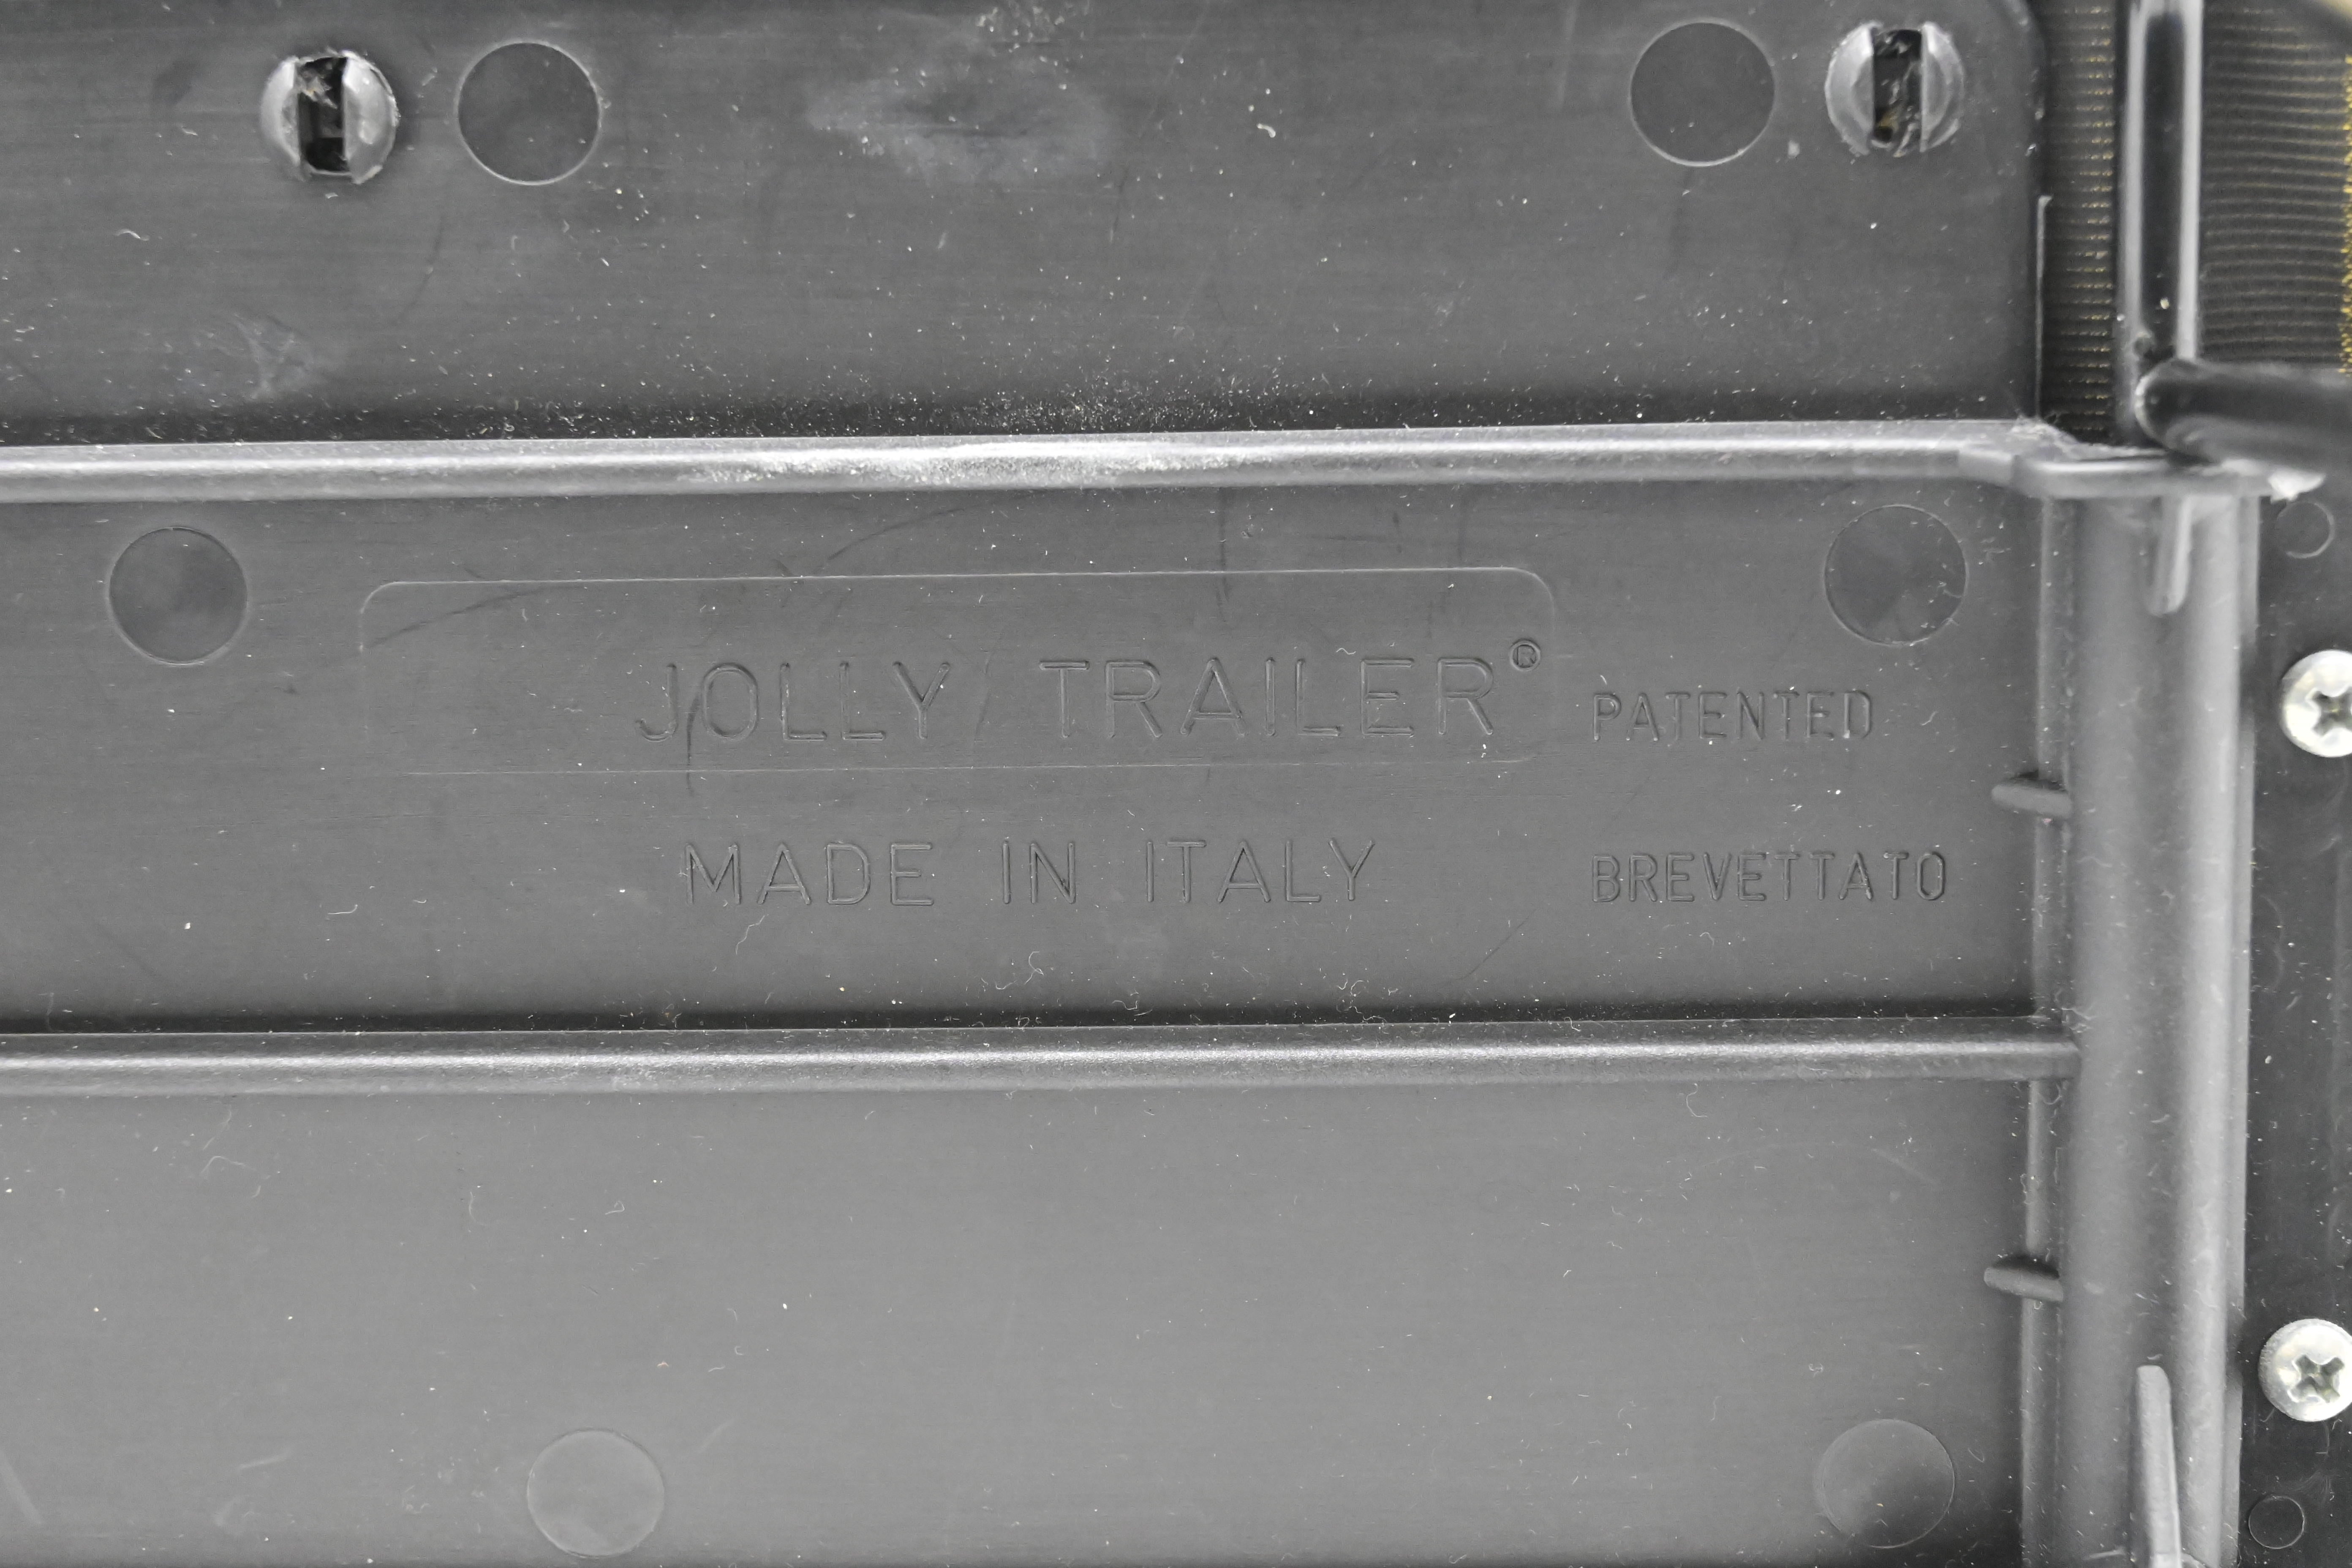 JOLLY TRAILER® PATENTED
MADE IN ITALY BREVETTATO